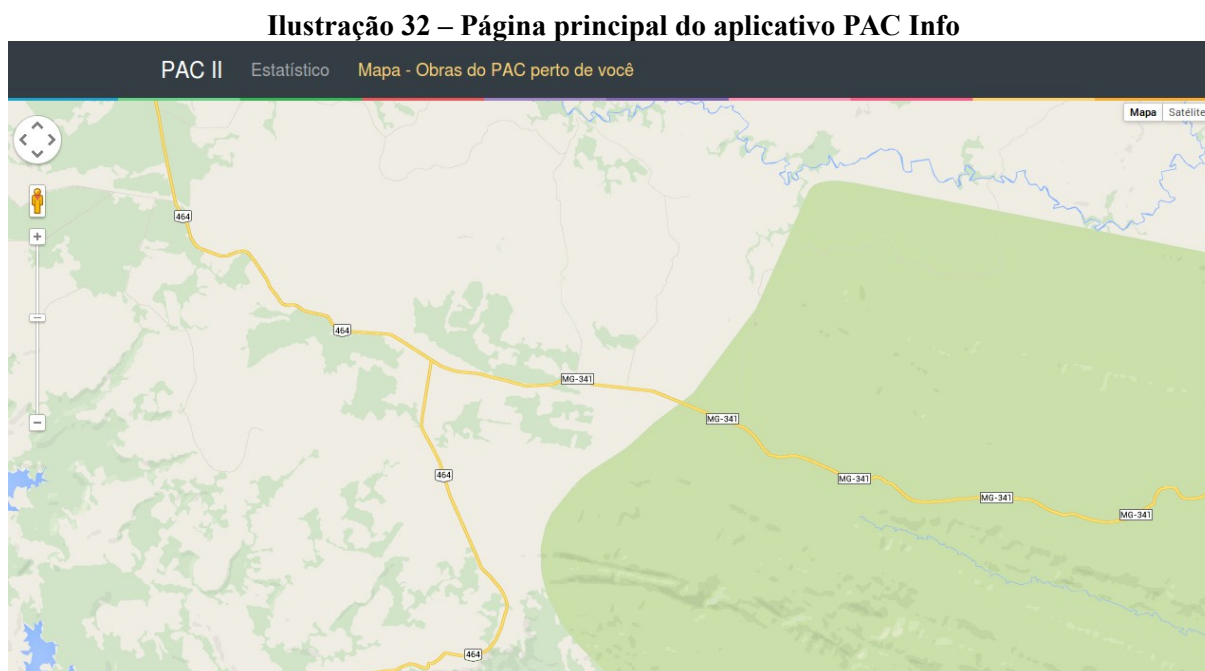 Ilustração 32 – Página principal do aplicativo PAC Info
PAC II Estatístico Mapa - Obras do PAC perto de você
Mapa Satélite
464
464
MG-341
MG-341
464
MG-341
MG-341
MG-341
464